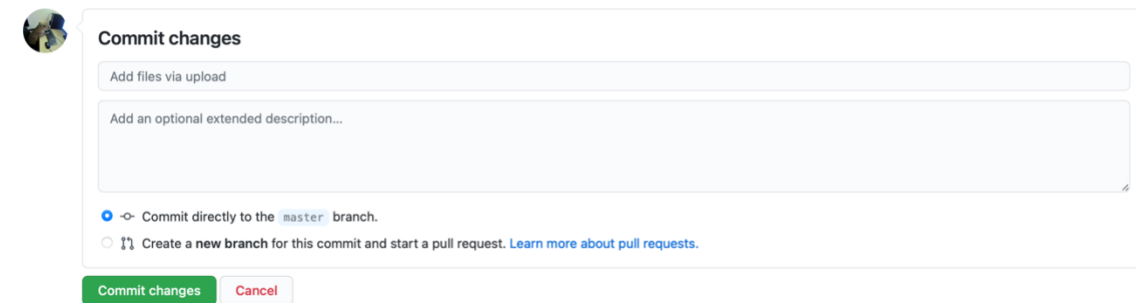 Commit changes
Add files via upload
Add an optional extended description...
Commit directly to the master branch.
Create a new branch for this commit and start a pull request. Learn more about pull requests.
Commit changes Cancel